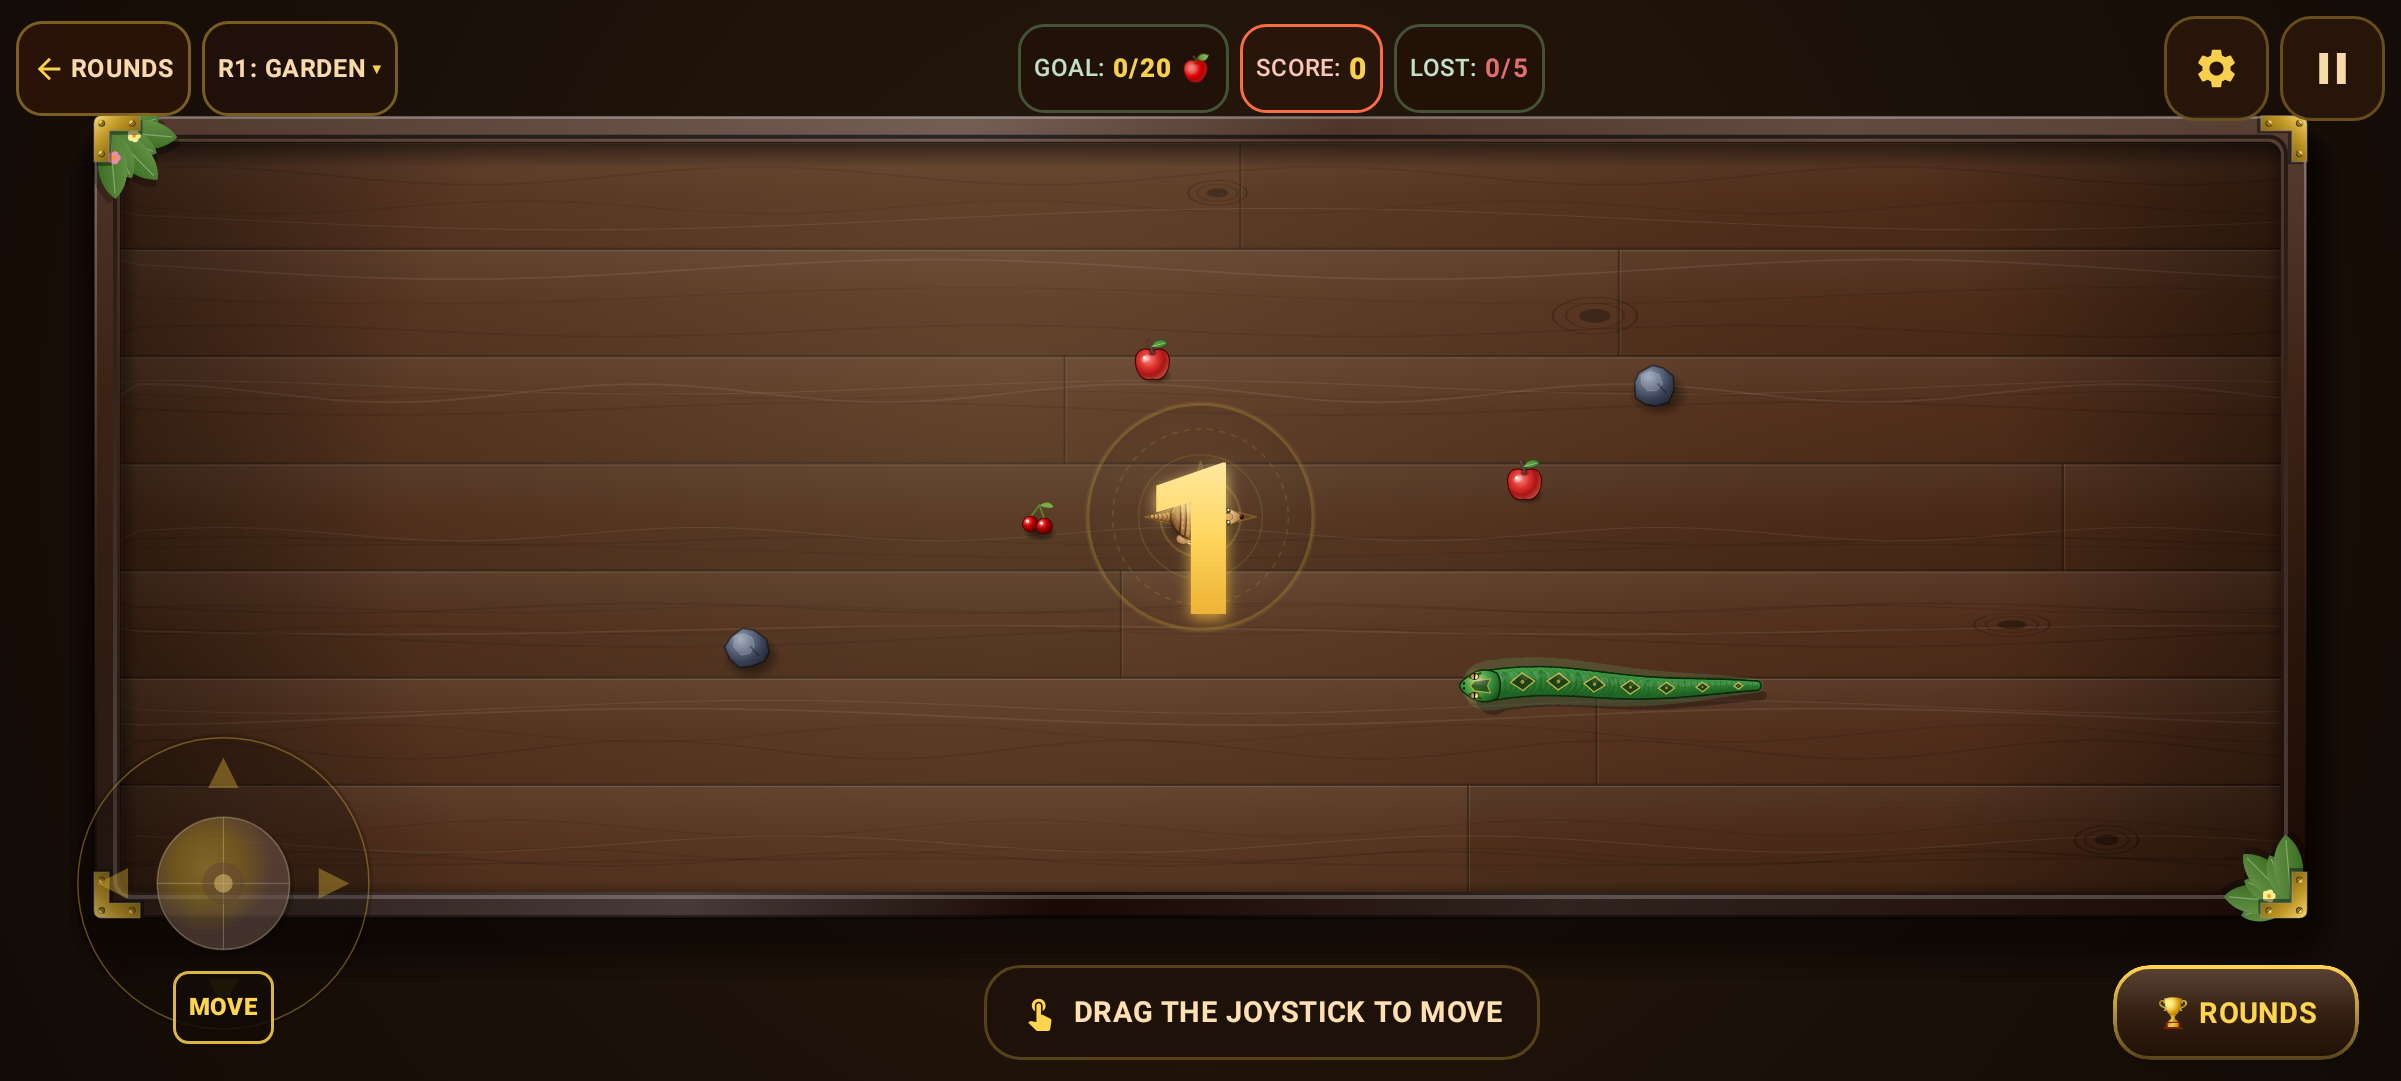 ROUNDS
R1: GARDEN ▾
GOAL: 0/20
SCORE: 0
LOST: 0/5
1
MOVE
DRAG THE JOYSTICK TO MOVE
ROUNDS